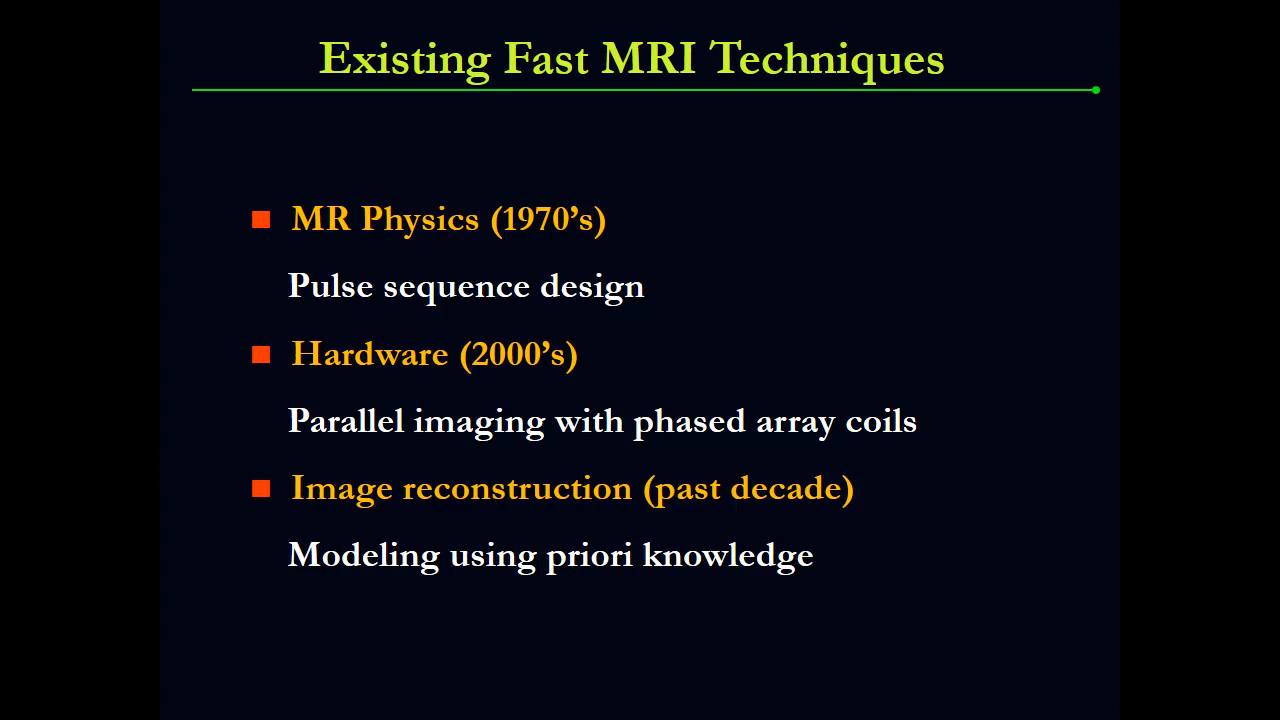 Existing Fast MRI Techniques
MR Physics (1970’s)
Pulse sequence design
Hardware (2000’s)
Parallel imaging with phased array coils
Image reconstruction (past decade)
Modeling using priori knowledge